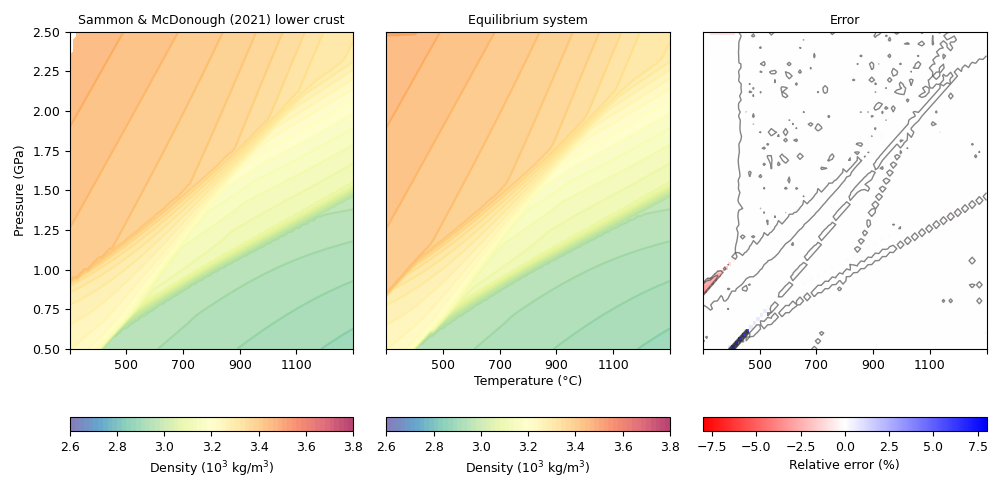 Sammon & McDonough (2021) lower crust
Equilibrium system
Error
Pressure (GPa)
2.50
2.25
2.00
1.75
1.50
1.25
1.00
0.75
0.50
500 700 900 1100
500 700 900 1100
500 700 900 1100
Temperature (°C)
2.6 2.8 3.0 3.2 3.4 3.6 3.8
Density (10³ kg/m³)
2.6 2.8 3.0 3.2 3.4 3.6 3.8
Density (10³ kg/m³)
−7.5 −5.0 −2.5 0.0 2.5 5.0 7.5
Relative error (%)